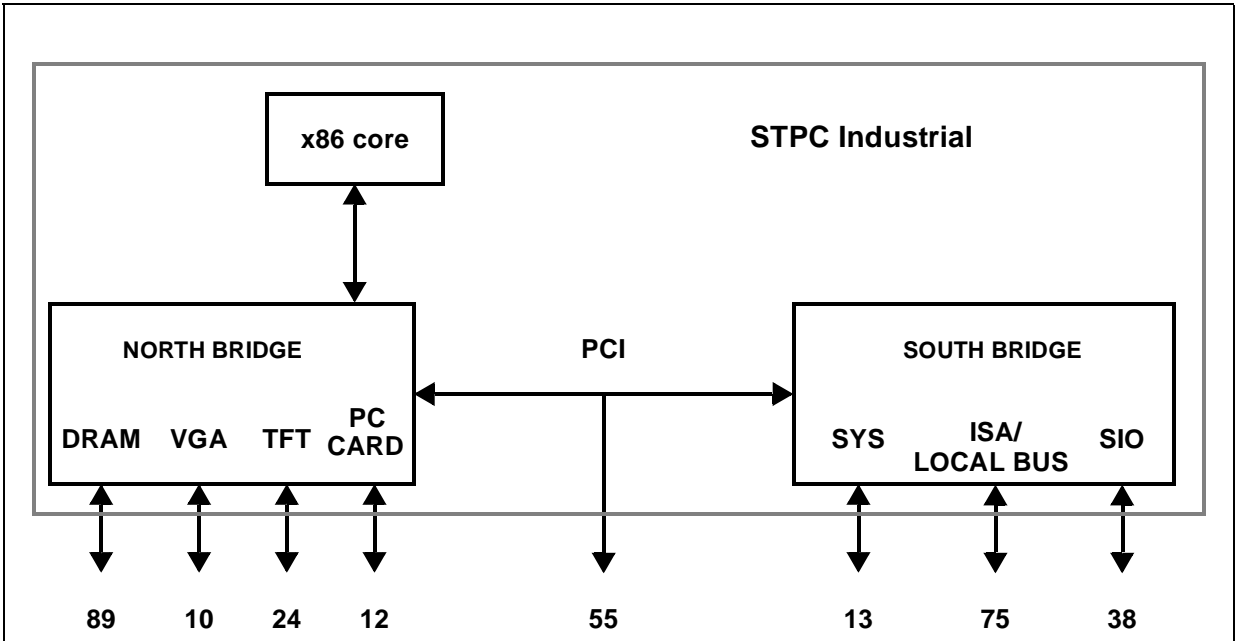 x86 core
STPC Industrial
NORTH BRIDGE
PCI
SOUTH BRIDGE
DRAM
VGA
TFT
PC
CARD
SYS
ISA/
LOCAL BUS
SIO
89
10
24
12
55
13
75
38